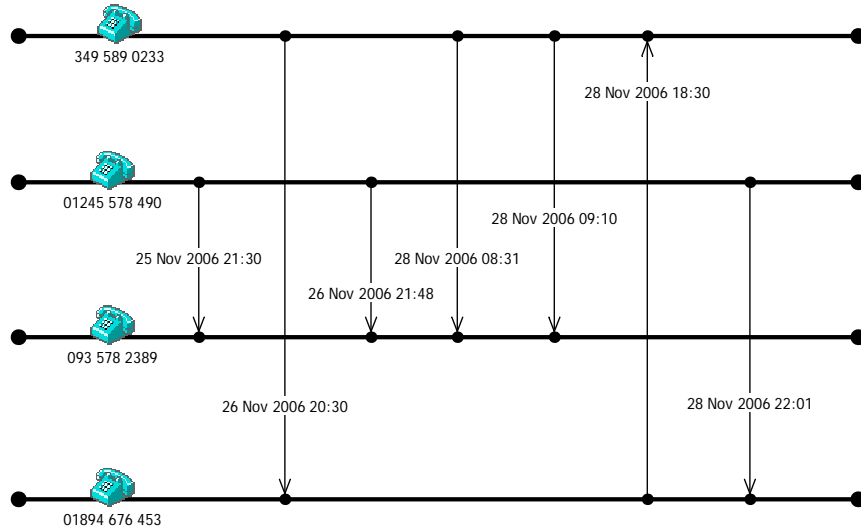 349 589 0233
28 Nov 2006 18:30
01245 578 490
28 Nov 2006 09:10
25 Nov 2006 21:30
28 Nov 2006 08:31
26 Nov 2006 21:48
093 578 2389
26 Nov 2006 20:30
28 Nov 2006 22:01
01894 676 453